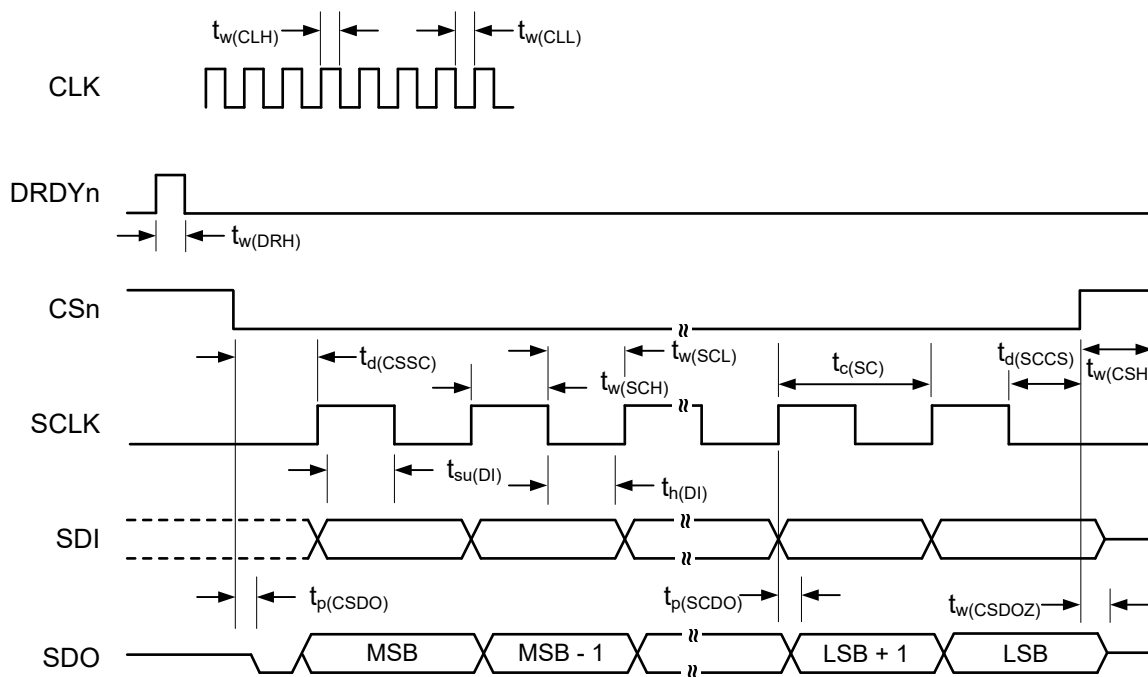 tw(CLH)
tw(CLL)
CLK
DRDYn
tw(DRH)
CSn
td(CSSC)
tw(SCL)
tc(SC)
td(SCCS)
tw(SCH)
tw(CSH
SCLK
tsu(DI)
th(DI)
SDI
tp(CSDO)
tp(SCDO)
tw(CSDOZ)
SDO
MSB
MSB - 1
LSB + 1
LSB